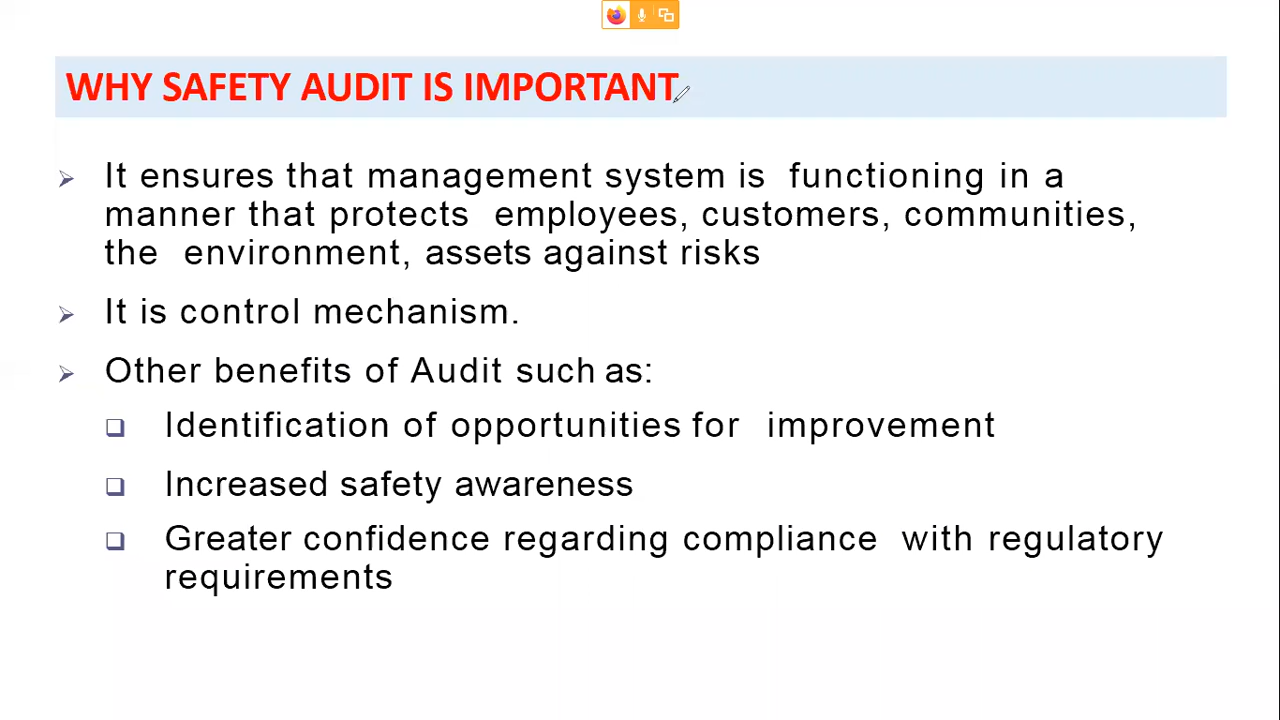 WHY SAFETY AUDIT IS IMPORTANT
It ensures that management system is functioning in a
manner that protects employees, customers, communities,
the environment, assets against risks
It is control mechanism.
Other benefits of Audit such as:
Identification of opportunities for improvement
Increased safety awareness
Greater confidence regarding compliance with regulatory
requirements